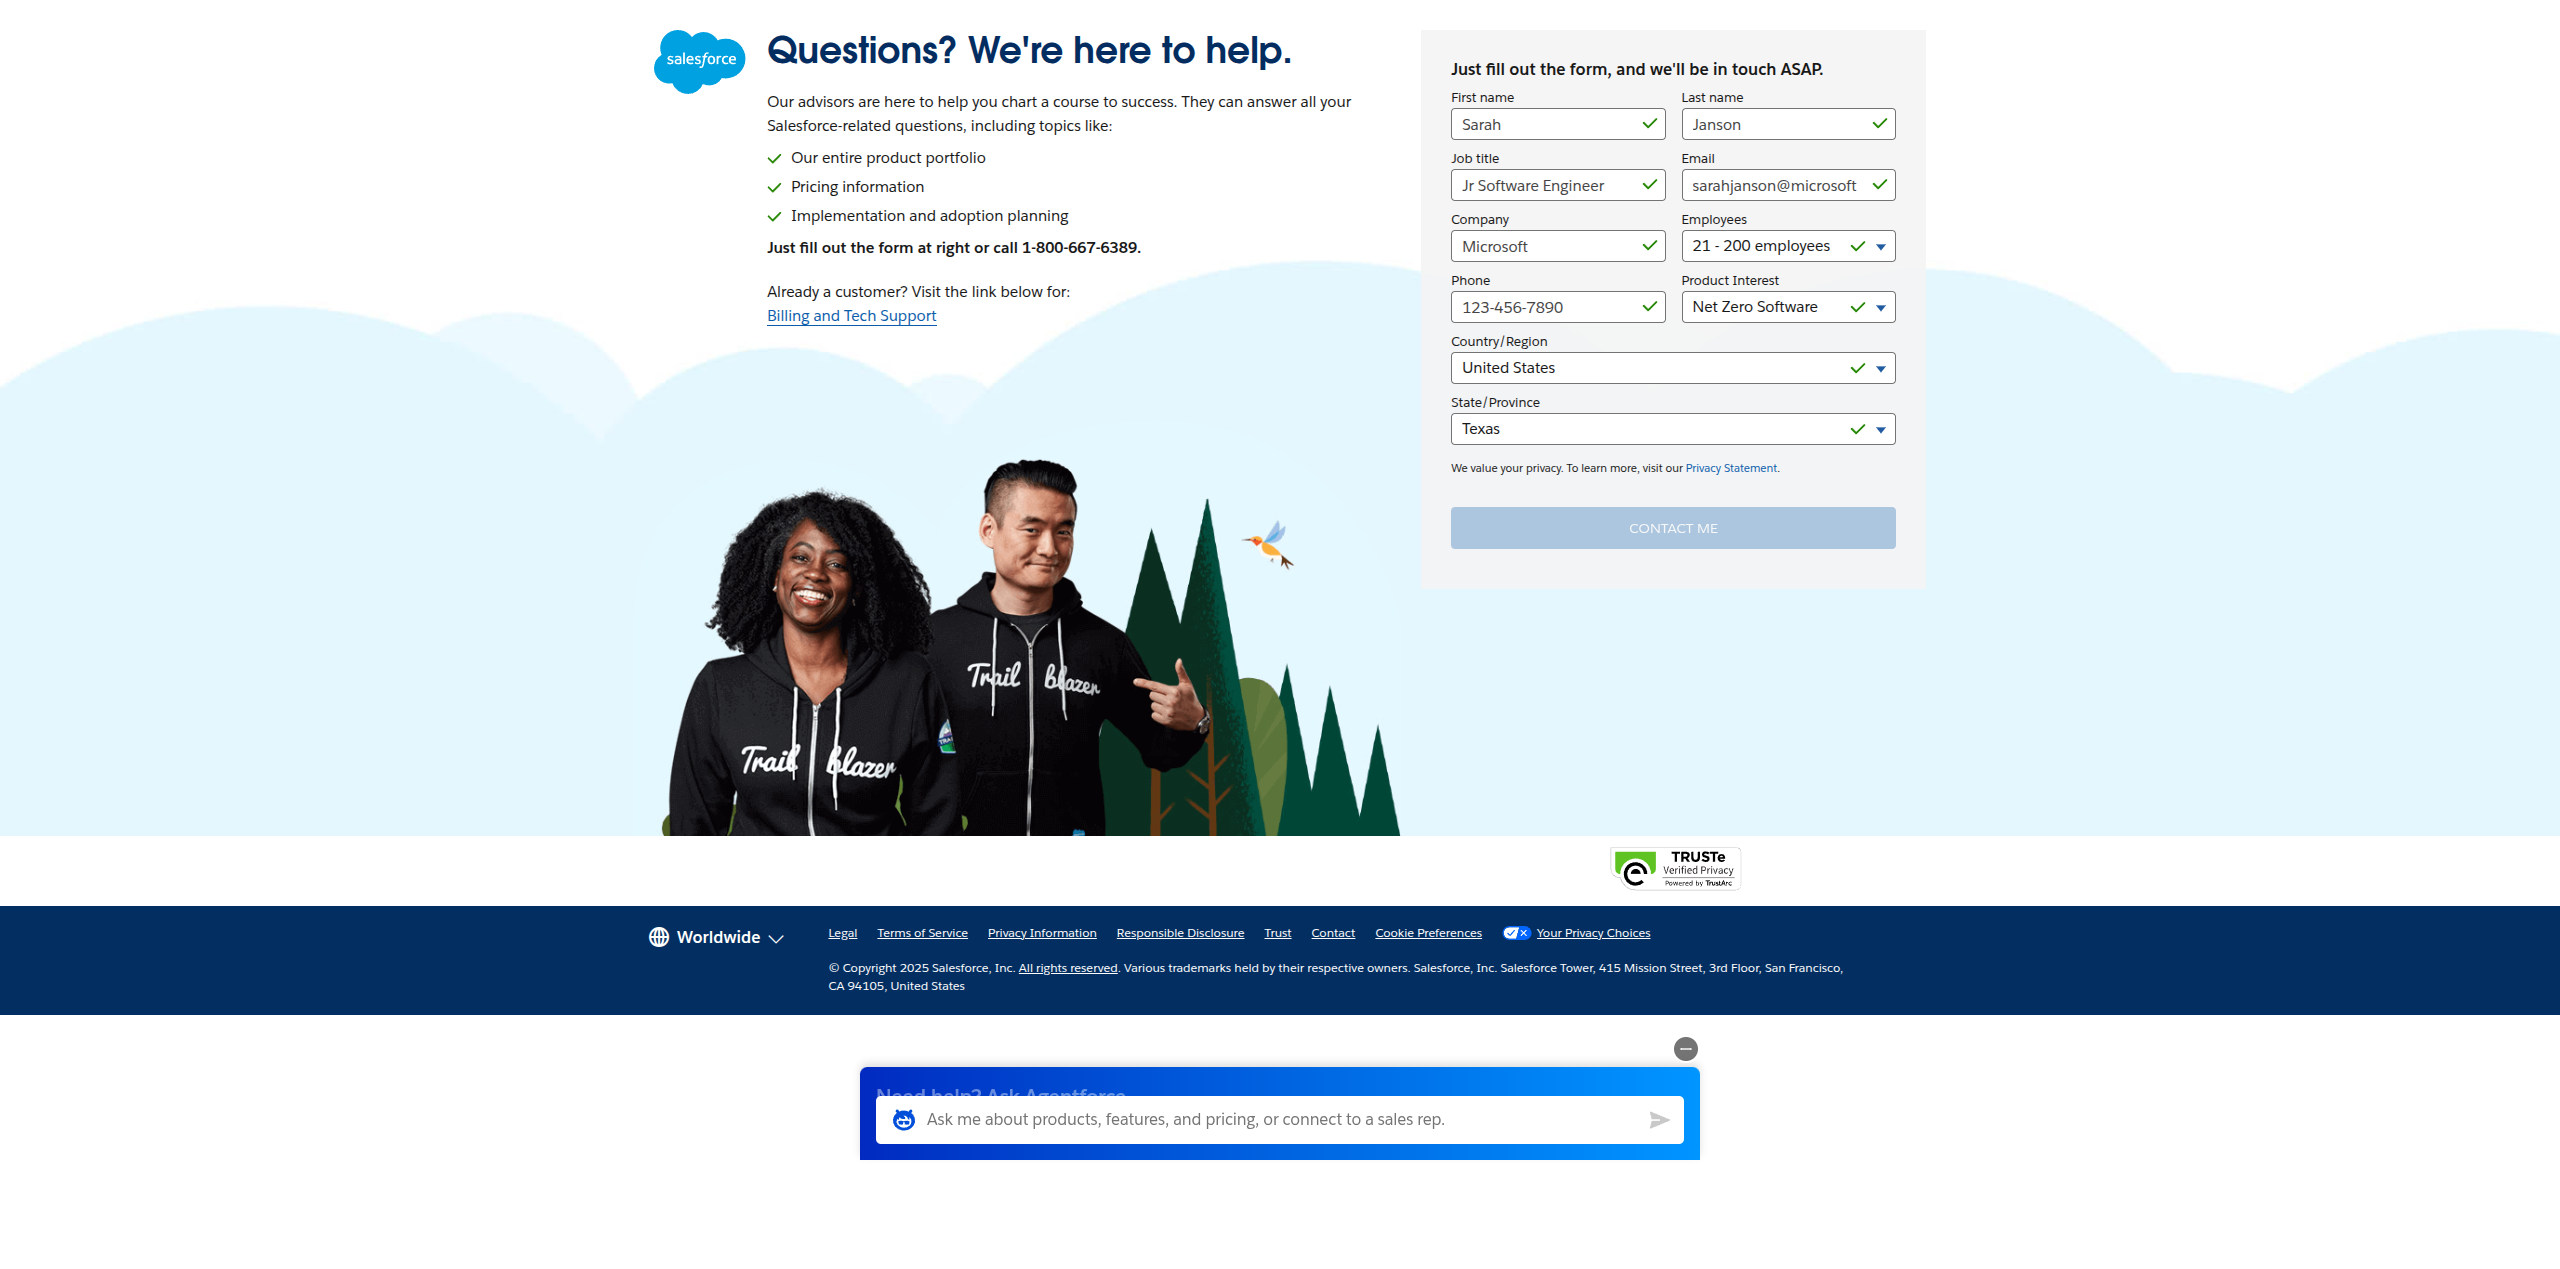 salesforce
Questions? We're here to help.
Our advisors are here to help you chart a course to success. They can answer all your
Salesforce-related questions, including topics like:
Our entire product portfolio
Pricing information
Implementation and adoption planning
Just fill out the form at right or call 1-800-667-6389.
Already a customer? Visit the link below for:
Billing and Tech Support
Just fill out the form, and we'll be in touch ASAP.
First name
Last name
Sarah
Janson
Job title
Email
Jr Software Engineer
sarahjanson@microsoft
Company
Employees
Microsoft
21 - 200 employees
Phone
Product Interest
123-456-7890
Net Zero Software
Country/Region
United States
State/Province
Texas
We value your privacy. To learn more, visit our Privacy Statement.
CONTACT ME
Trail blazer
Trail blazer
TRUSTe
Verified Privacy
Powered by TrustArc
Worldwide
Legal Terms of Service Privacy Information Responsible Disclosure Trust Contact Cookie Preferences Your Privacy Choices
© Copyright 2025 Salesforce, Inc. All rights reserved. Various trademarks held by their respective owners. Salesforce, Inc. Salesforce Tower, 415 Mission Street, 3rd Floor, San Francisco,
CA 94105, United States
Need help? Ask Agentforce
Ask me about products, features, and pricing, or connect to a sales rep.